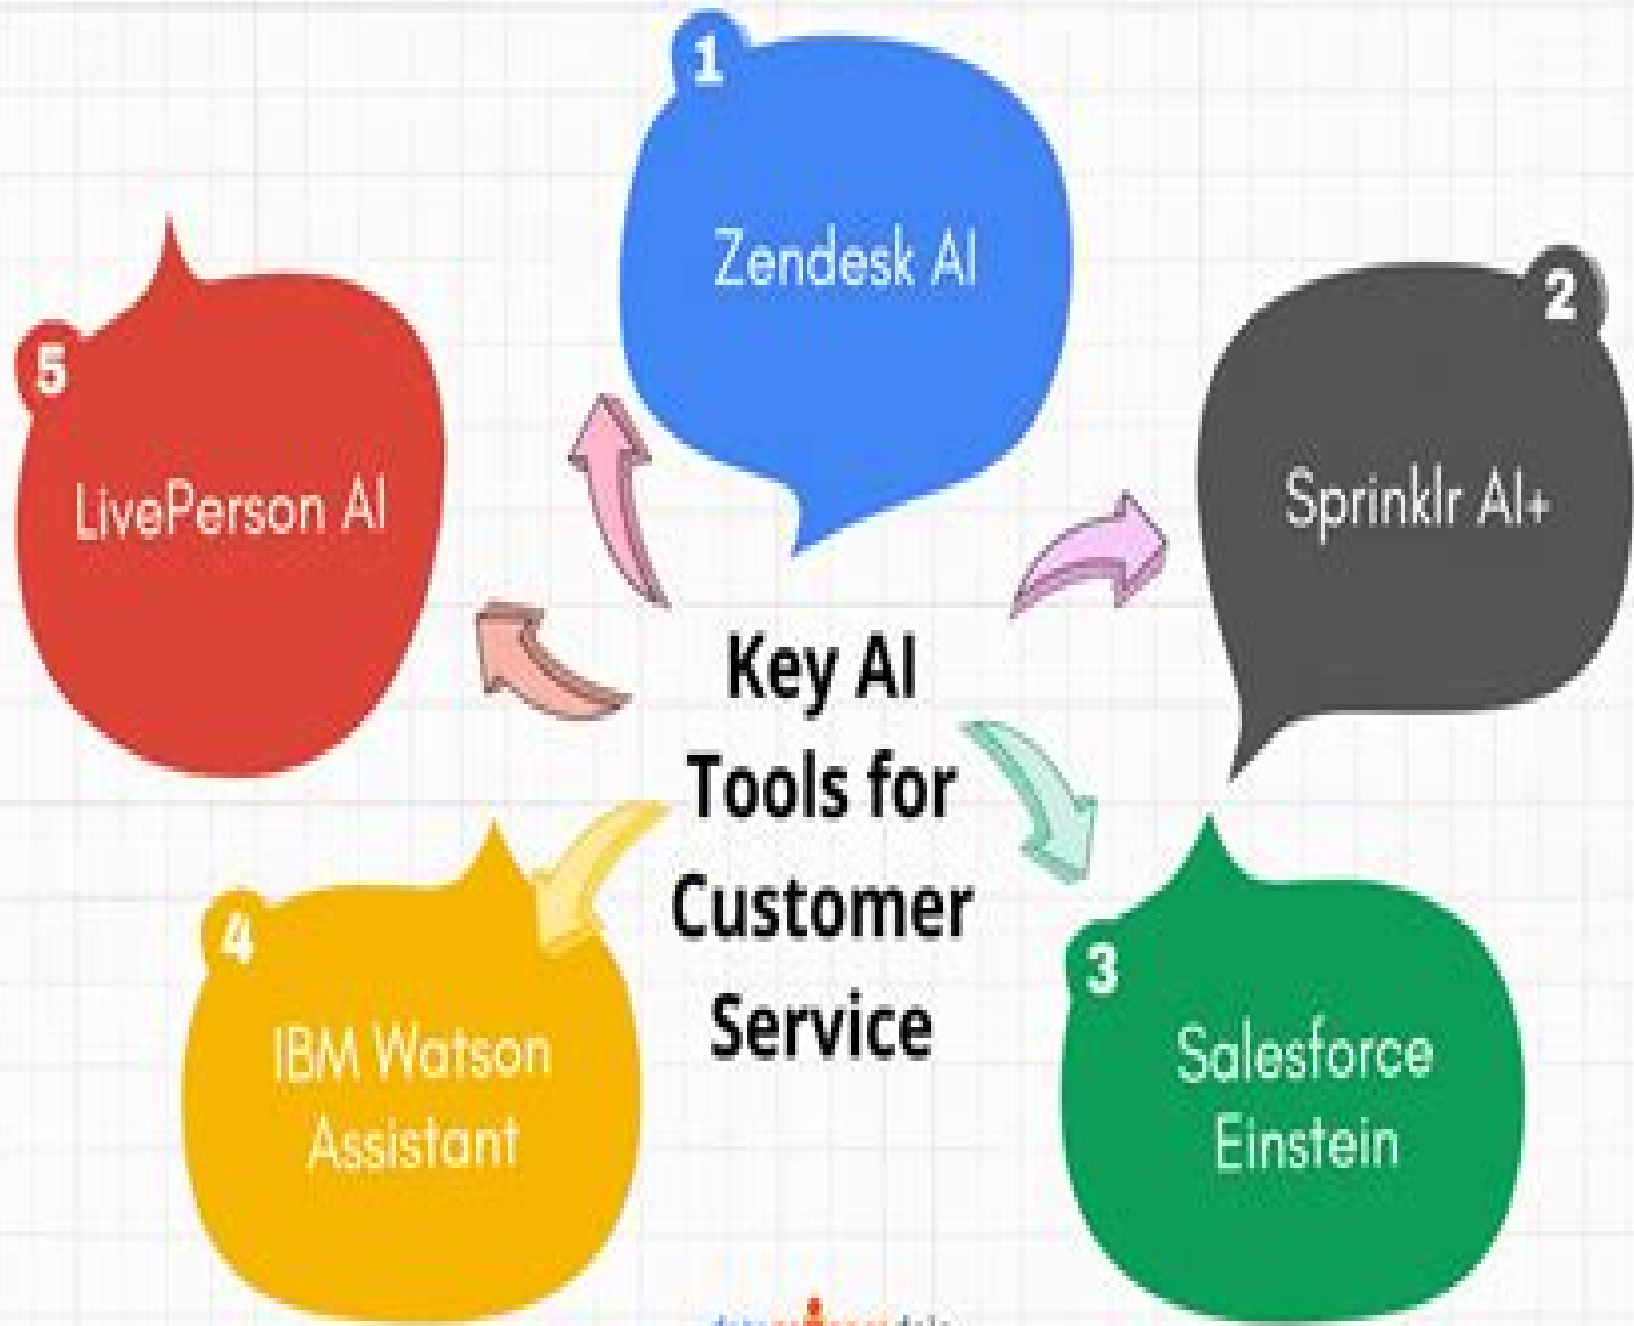 1
Zendesk AI
2
Sprinklr AI+
3
Salesforce
Einstein
4
IBM Watson
Assistant
5
LivePerson AI
Key AI
Tools for
Customer
Service